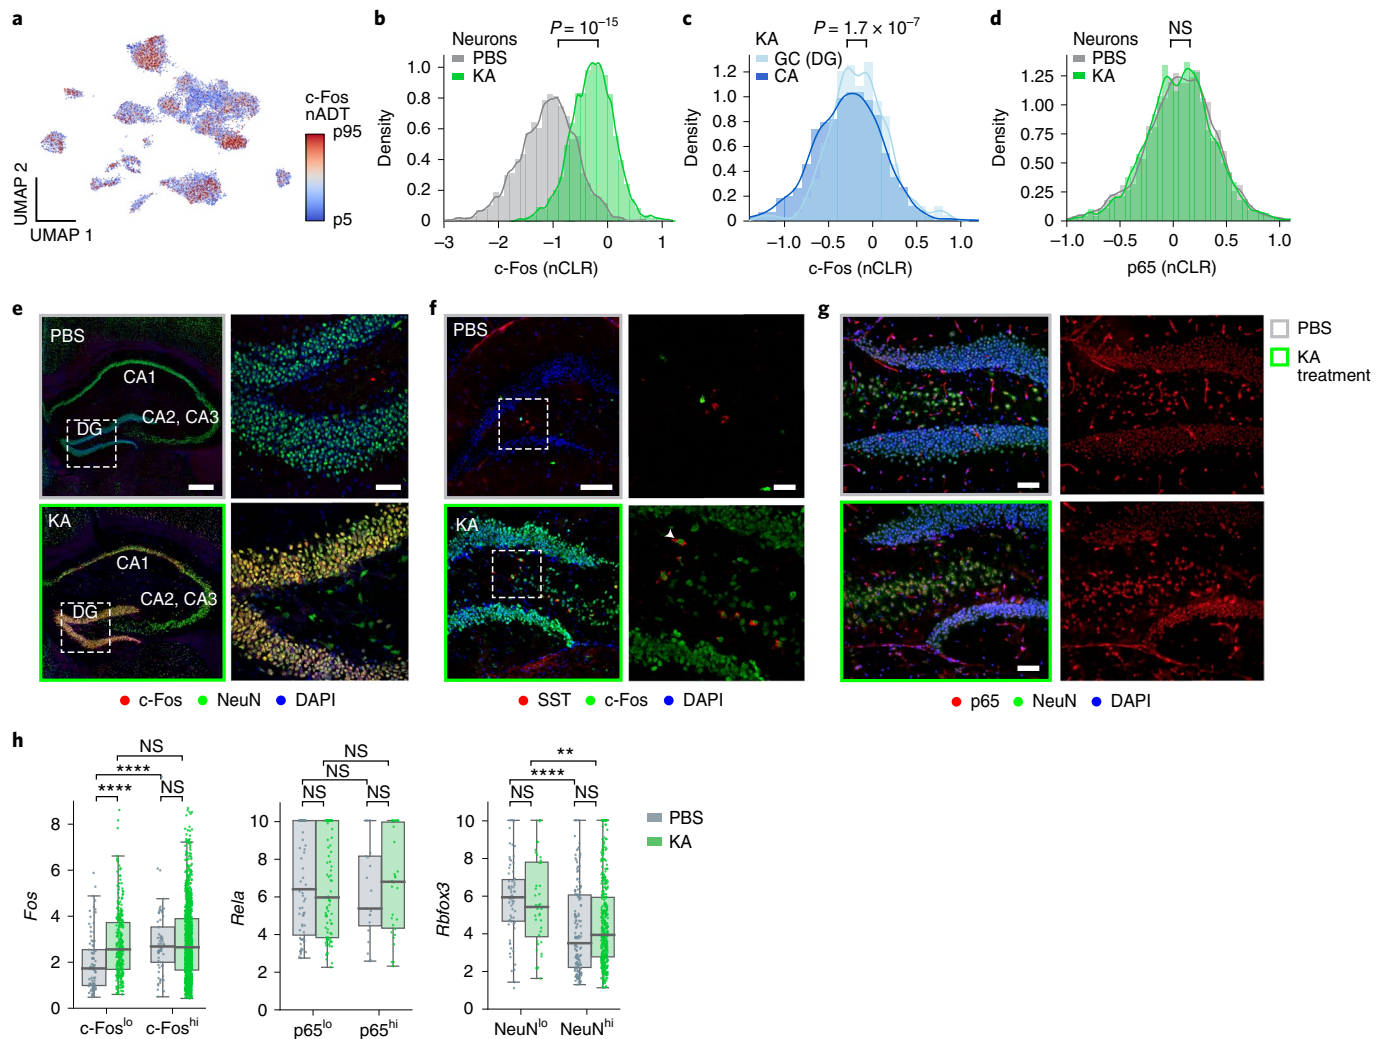 a
c-Fos
nADT
p95
p5
UMAP 2
UMAP 1
b
P = 10⁻¹⁵
Neurons
PBS
KA
Density
1.0
0.8
0.6
0.4
0.2
0
–3
–2
–1
0
1
c-Fos (nCLR)
c
P = 1.7 × 10⁻⁷
KA
GC (DG)
CA
Density
1.2
1.0
0.8
0.6
0.4
0.2
0
–0.5
0
0.5
1.0
c-Fos (nCLR)
d
NS
Neurons
PBS
KA
Density
1.25
1.00
0.75
0.50
0.25
0
–1.0
–0.5
0
0.5
1.0
p65 (nCLR)
e
PBS
CA1
CA2, CA3
DG
KA
CA1
CA2, CA3
DG
c-Fos NeuN DAPI
f
PBS
KA
SST c-Fos DAPI
g
PBS
KA
treatment
p65 NeuN DAPI
h
NS
****
****
NS
Fos
8
6
4
2
0
c-Fosˡᵒ
c-Fosʰⁱ
NS
NS
NS
NS
Rela
10
8
6
4
2
0
p65ˡᵒ
p65ʰⁱ
**
****
NS
NS
Rbfox3
10
8
6
4
2
0
NeuNˡᵒ
NeuNʰⁱ
PBS
KA